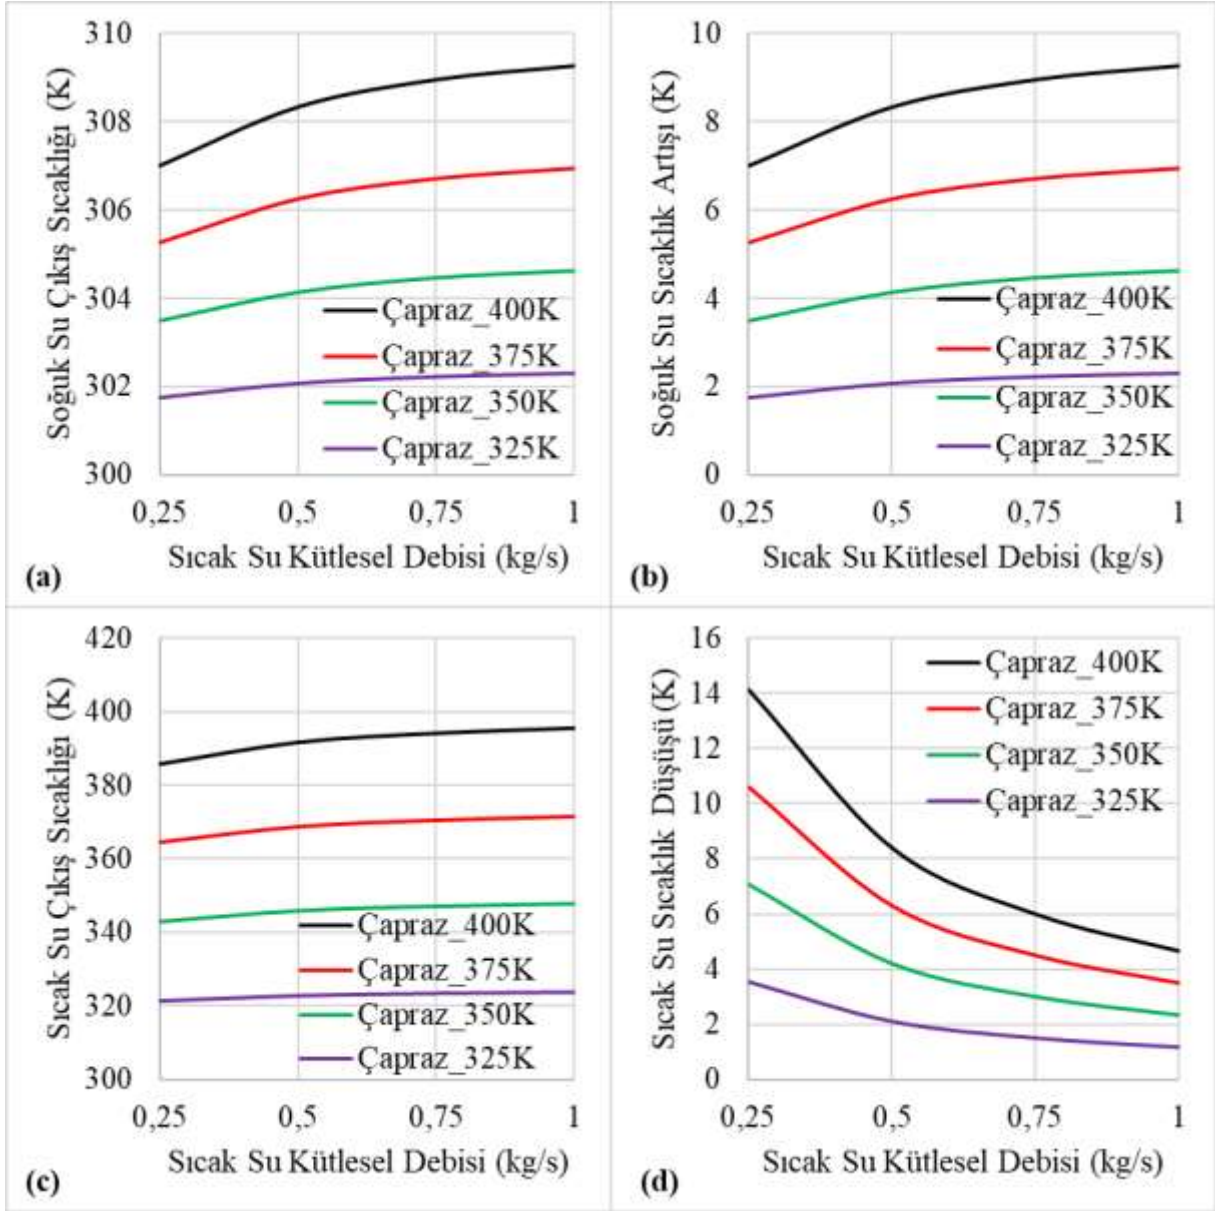 Soğuk Su Çıkış Sıcaklığı (K)
310
308
306
304
302
300
Çapraz_400K
Çapraz_375K
Çapraz_350K
Çapraz_325K
0,25 0,5 0,75 1
Sıcak Su Kütlesel Debisi (kg/s)
(a)
Soğuk Su Sıcaklık Artışı (K)
10
8
6
4
2
0
Çapraz_400K
Çapraz_375K
Çapraz_350K
Çapraz_325K
0,25 0,5 0,75 1
Sıcak Su Kütlesel Debisi (kg/s)
(b)
Sıcak Su Çıkış Sıcaklığı (K)
420
400
380
360
340
320
300
Çapraz_400K
Çapraz_375K
Çapraz_350K
Çapraz_325K
0,25 0,5 0,75 1
Sıcak Su Kütlesel Debisi (kg/s)
(c)
Sıcak Su Sıcaklık Düşüşü (K)
16
14
12
10
8
6
4
2
0
Çapraz_400K
Çapraz_375K
Çapraz_350K
Çapraz_325K
0,25 0,5 0,75 1
Sıcak Su Kütlesel Debisi (kg/s)
(d)